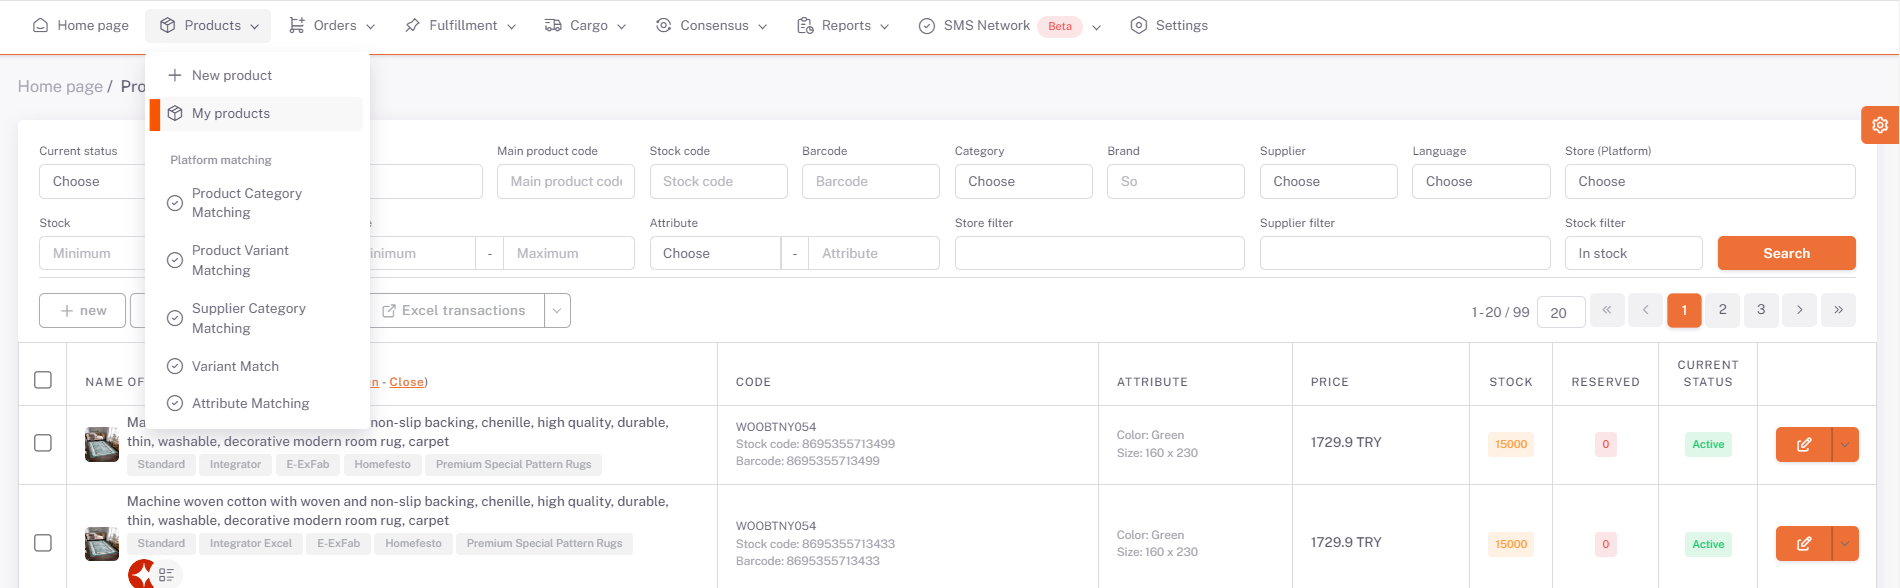 Home page
Products
Orders
Fulfillment
Cargo
Consensus
Reports
SMS Network Beta
Settings
New product
My products
Platform matching
Product Category
Matching
Product Variant
Matching
Supplier Category
Matching
Variant Match
Attribute Matching
Home page / Pro
Current status
Main product code
Stock code
Barcode
Category
Brand
Supplier
Language
Store (Platform)
Choose
Main product code
Stock code
Barcode
Choose
So
Choose
Choose
Choose
Stock
Attribute
Store filter
Supplier filter
Stock filter
Minimum
inimum - Maximum
Choose - Attribute
In stock
Search
+ new
Excel transactions
1-20 / 99 20 « < 1 2 3 > »
NAME OF
n - Close)
CODE
ATTRIBUTE
PRICE
STOCK
RESERVED
CURRENT
STATUS
Ma
non-slip backing, chenille, high quality, durable,
thin, washable, decorative modern room rug, carpet
Standard Integrator E-ExFab Homefesto Premium Special Pattern Rugs
WOOBTNY054
Stock code: 8695355713499
Barcode: 8695355713499
Color: Green
Size: 160 x 230
1729.9 TRY
15000
0
Active
Machine woven cotton with woven and non-slip backing, chenille, high quality, durable,
thin, washable, decorative modern room rug, carpet
Standard Integrator Excel E-ExFab Homefesto Premium Special Pattern Rugs
WOOBTNY054
Stock code: 8695355713433
Barcode: 8695355713433
Color: Green
Size: 160 x 230
1729.9 TRY
15000
0
Active